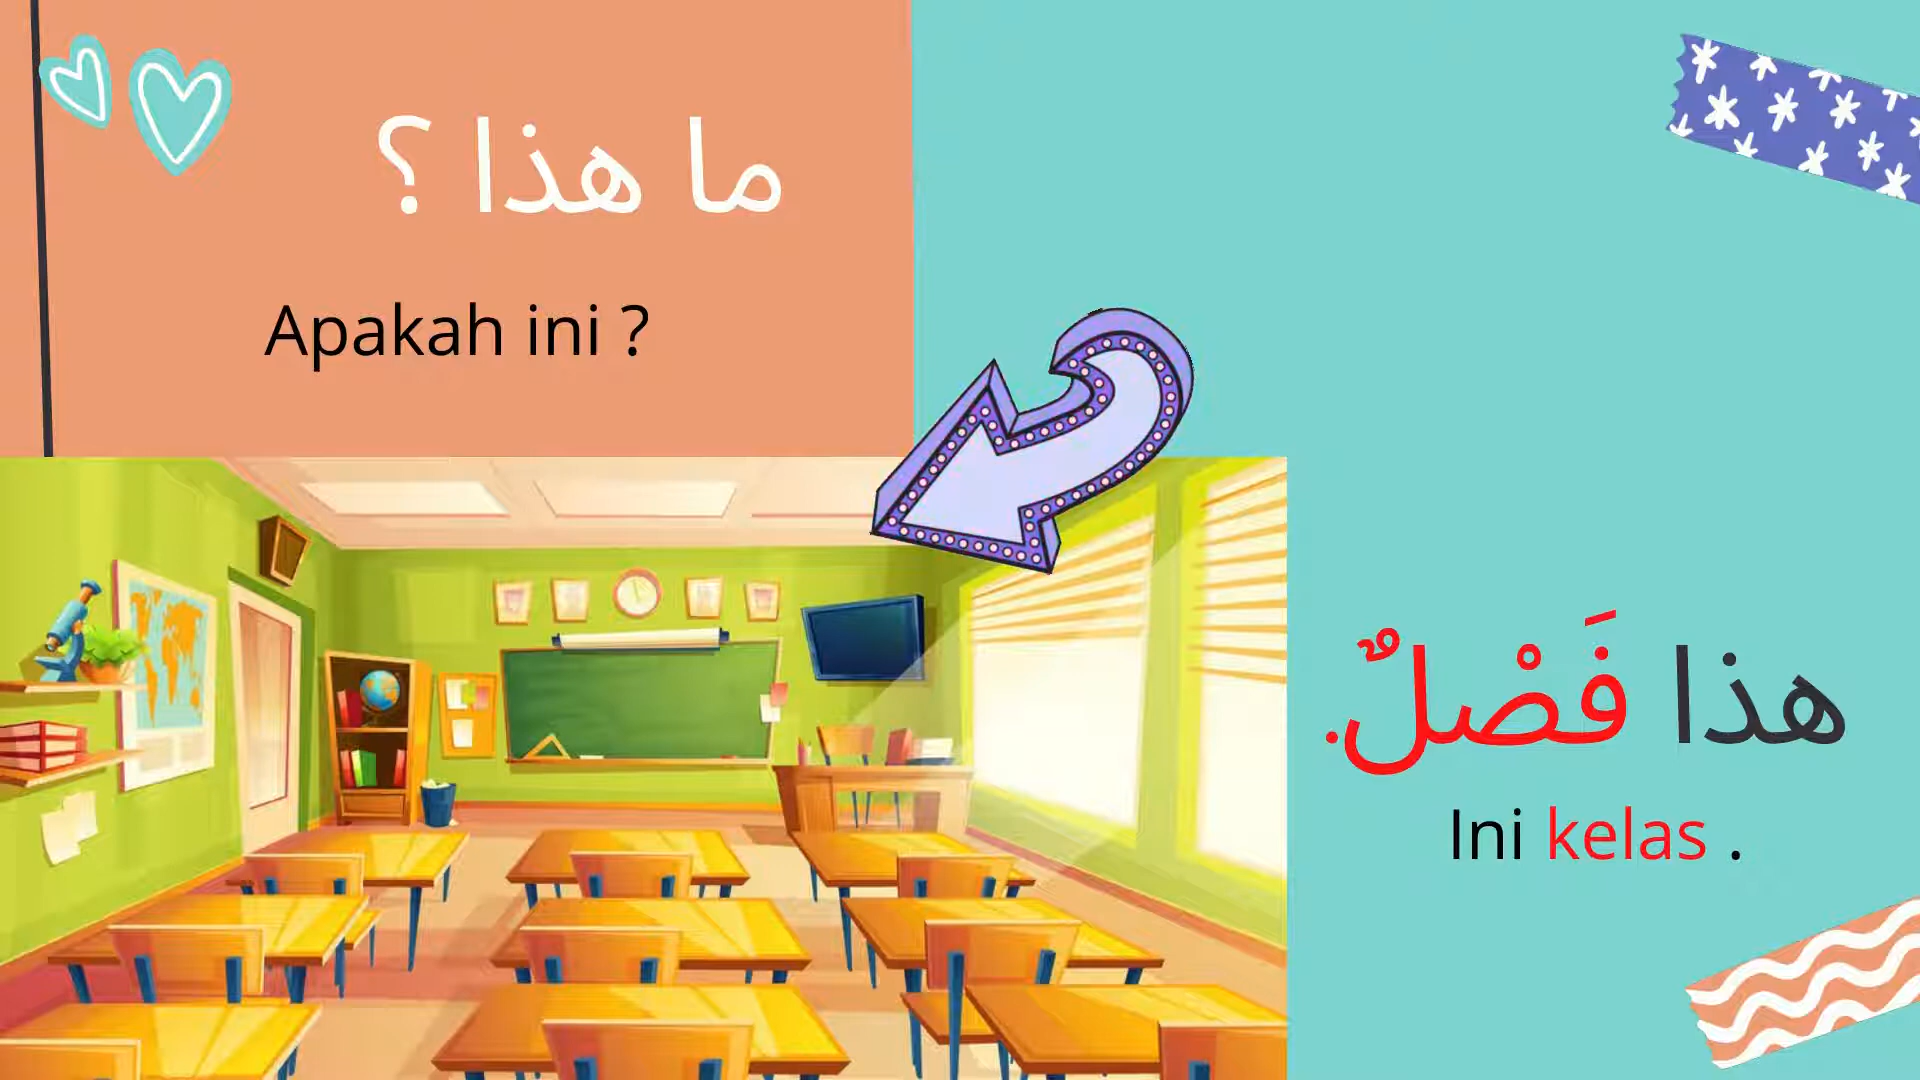 ما هذا ؟
Apakah ini ?
هذا فَصْلٌ.
Ini kelas .